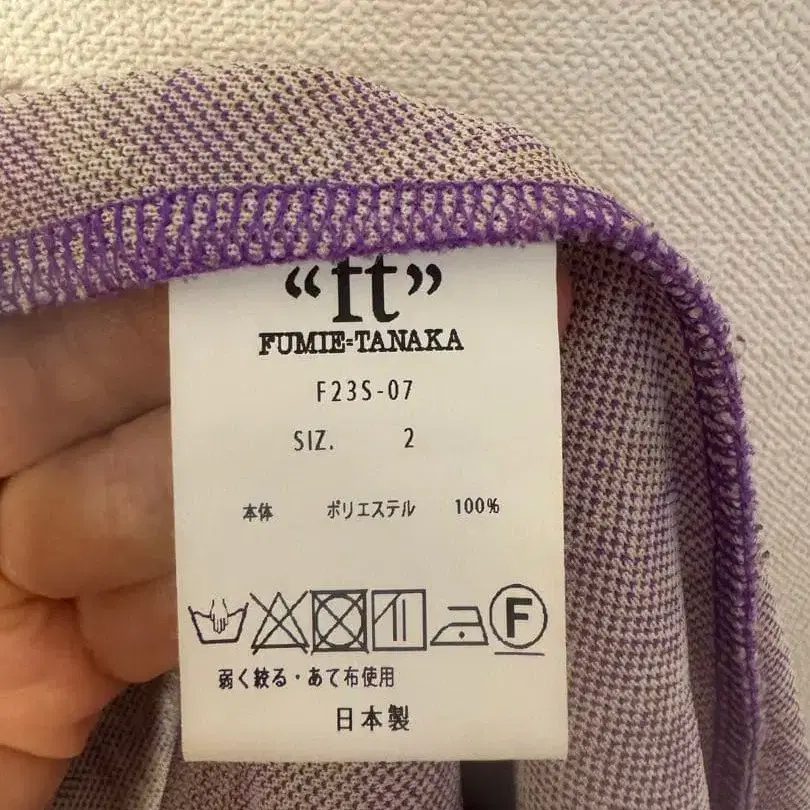 “ft”
FUMIE=TANAKA
F23S-07
SIZ. 2
本体 ポリエステル 100%
F
弱く絞る・あて布使用
日本製